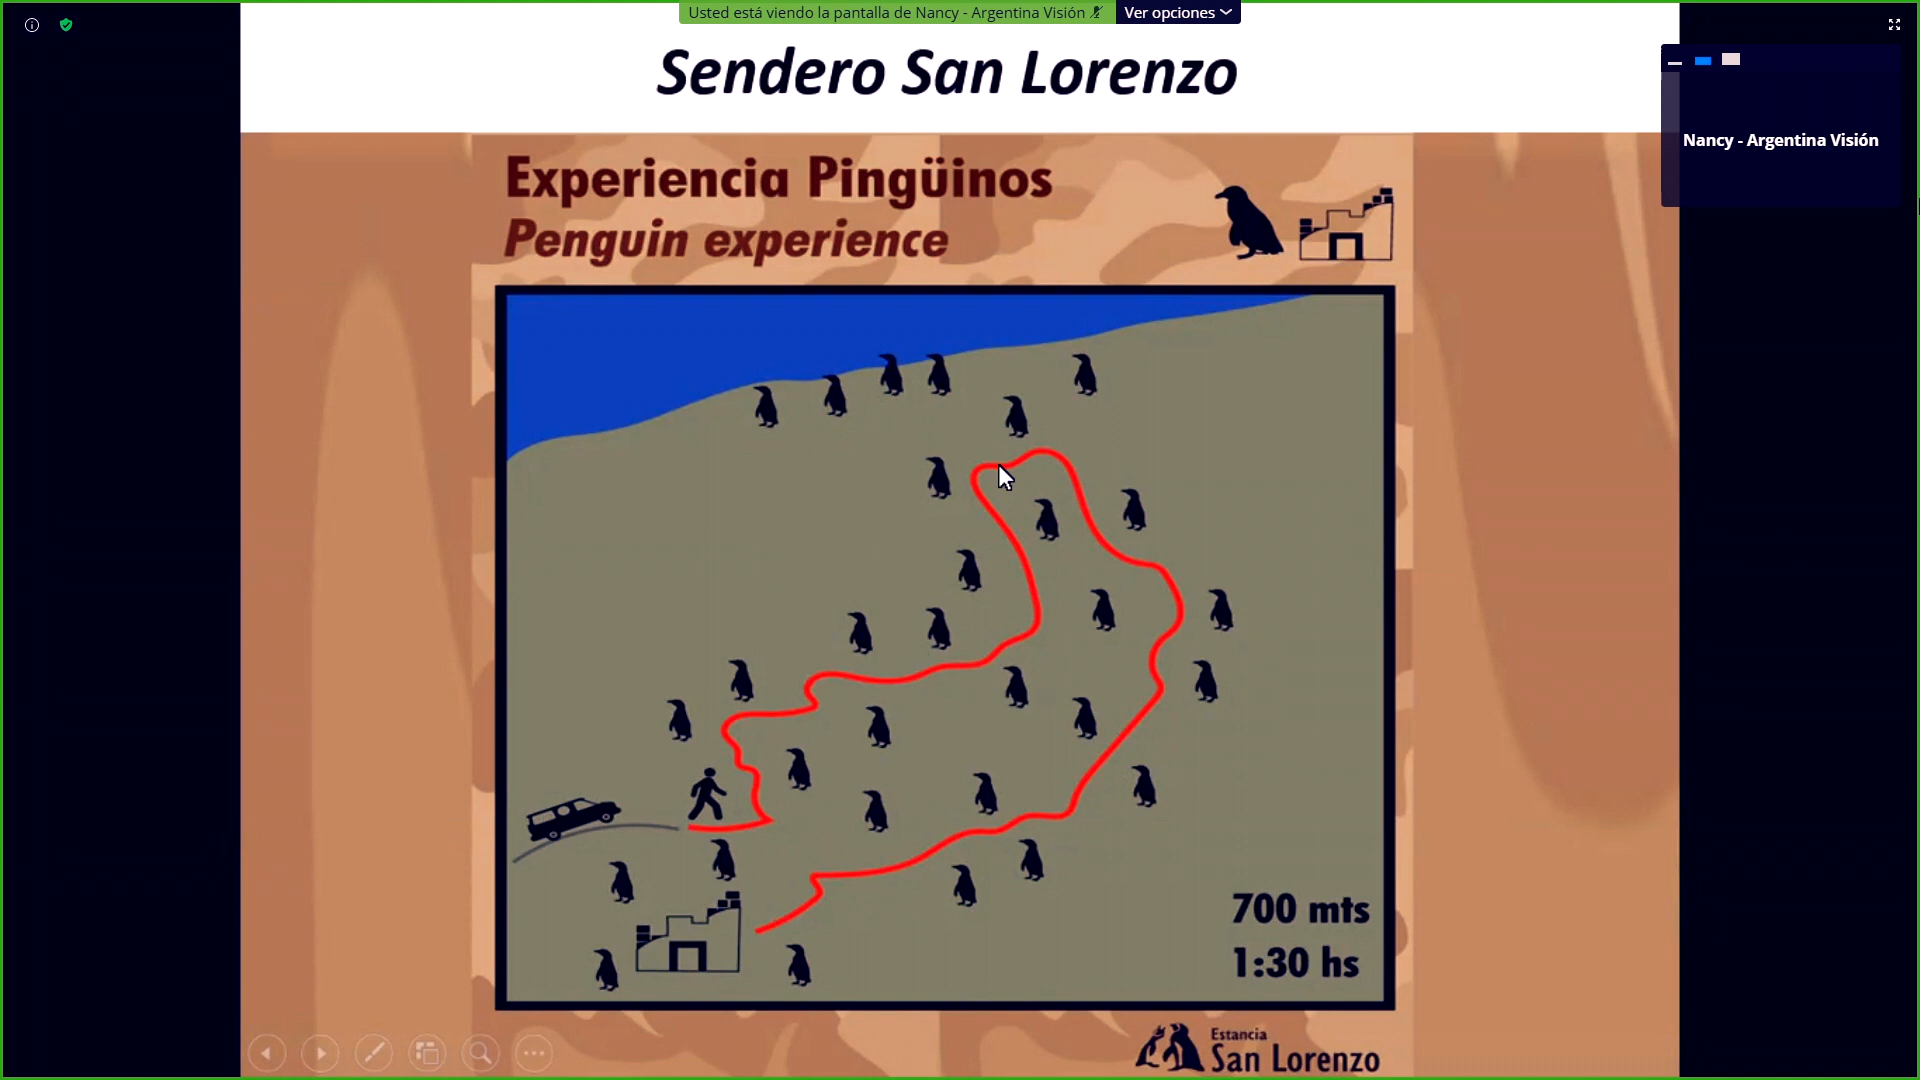 Usted está viendo la pantalla de Nancy - Argentina Visión
Ver opciones
Sendero San Lorenzo
Nancy - Argentina Visión
Experiencia Pingüinos
Penguin experience
700 mts
1:30 hs
Estancia
San Lorenzo